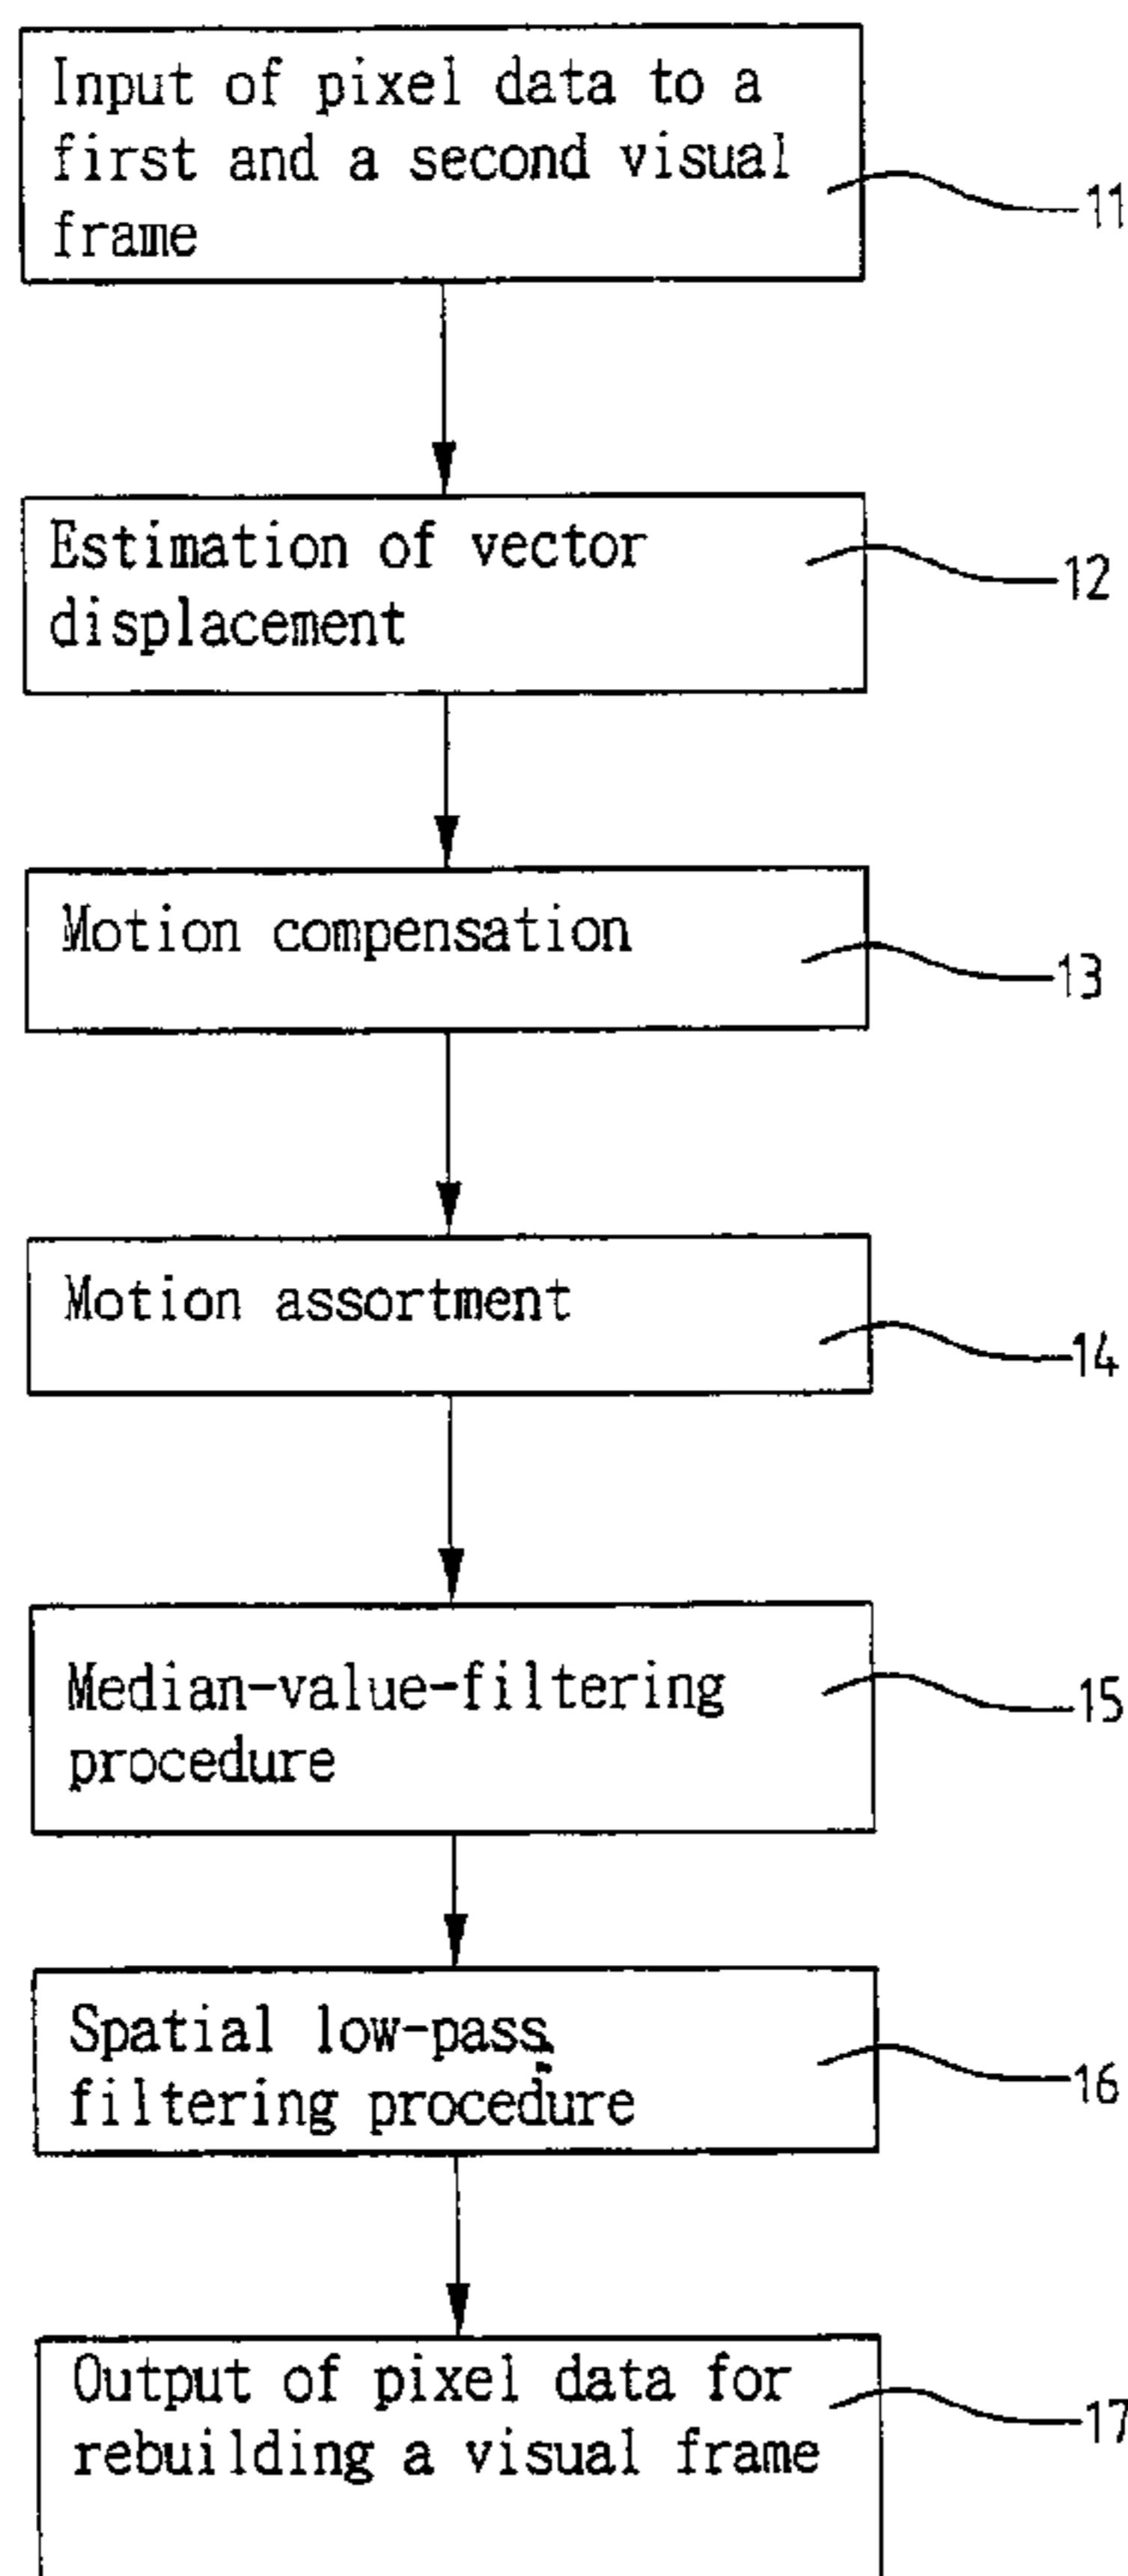 Input of pixel data to a
first and a second visual
frame
11
Estimation of vector
displacement
12
Motion compensation
13
Motion assortment
14
Median-value-filtering
procedure
15
Spatial low-pass
filtering procedure
16
Output of pixel data for
rebuilding a visual frame
17